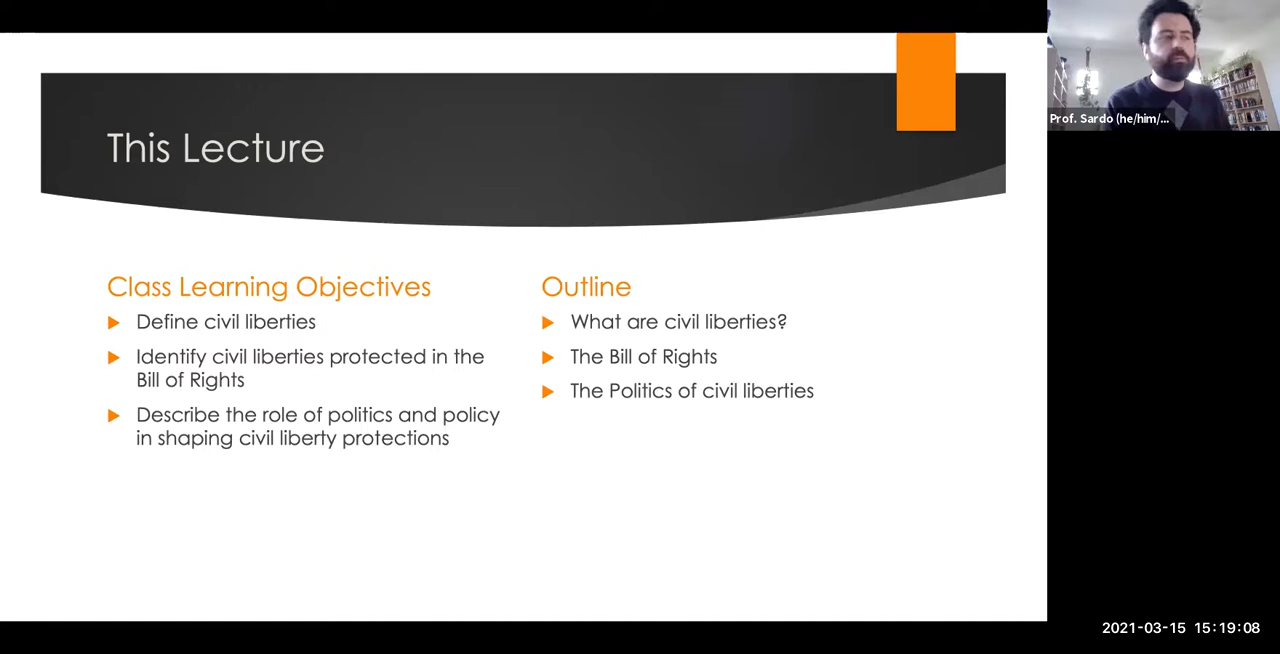 This Lecture
Class Learning Objectives
Define civil liberties
Identify civil liberties protected in the
Bill of Rights
Describe the role of politics and policy
in shaping civil liberty protections
Outline
What are civil liberties?
The Bill of Rights
The Politics of civil liberties
Prof. Sardo (he/him/...
2021-03-15 15:19:08